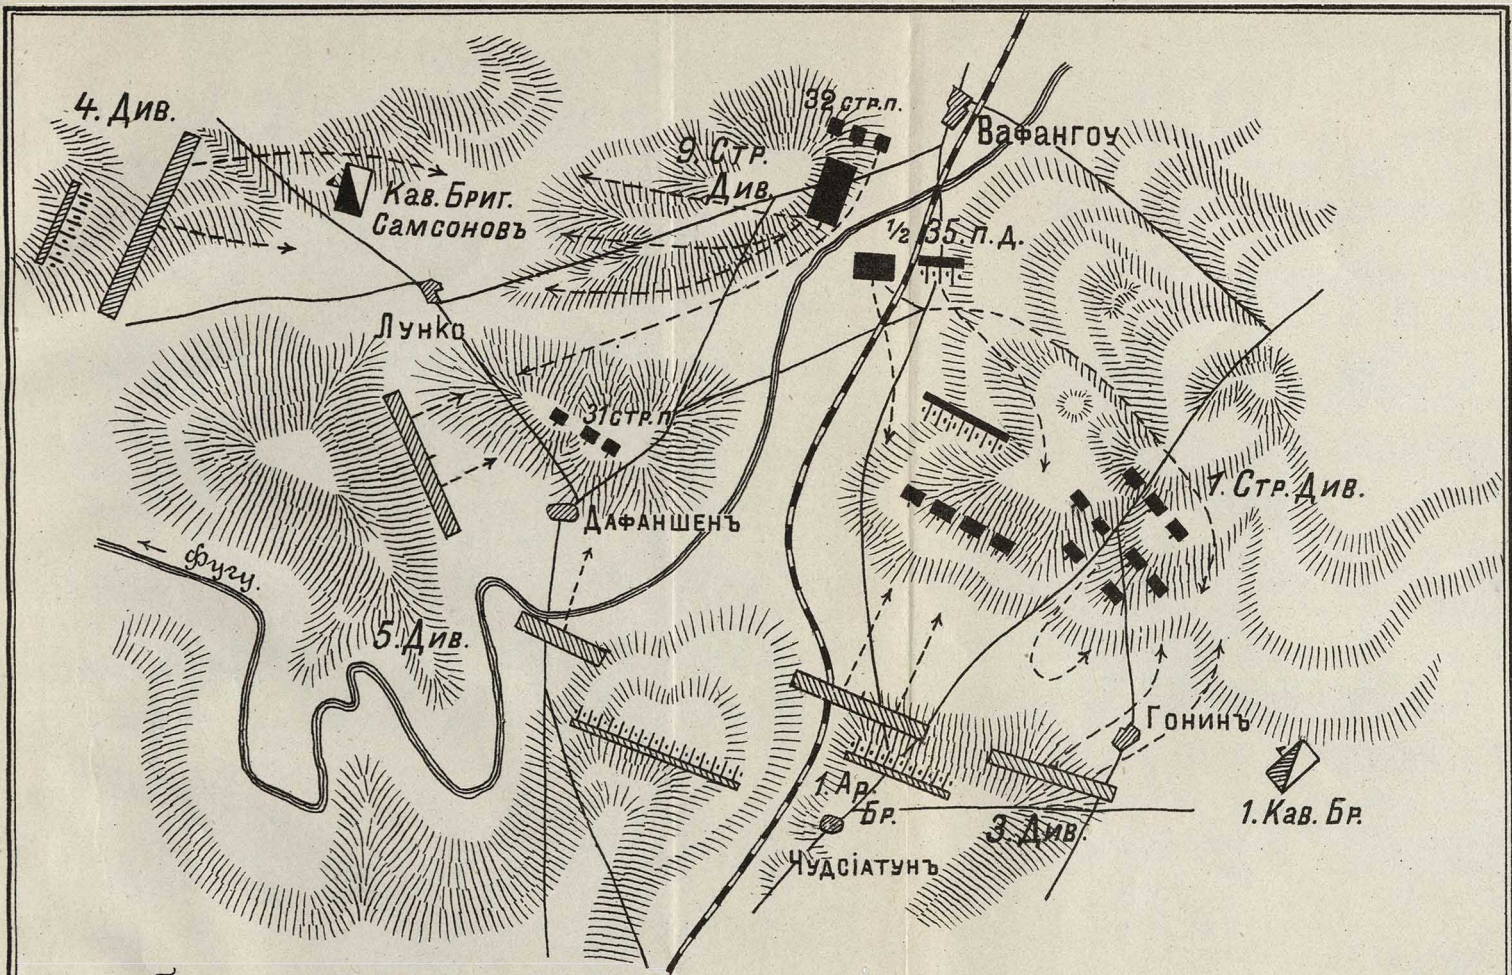 4. Див.
Кав. Бриг.
Самсоновъ
9. Стр.
Див.
32 стр.п.
Вафангоу
½ 35. п. д.
Лунко
31 стр. п.
Дафаншенъ
1. Стр. Див.
фугу.
5. Див.
Гонинъ
1. Ар.
Бр.
3. Див.
1. Кав. Бр.
Чудсіатунъ